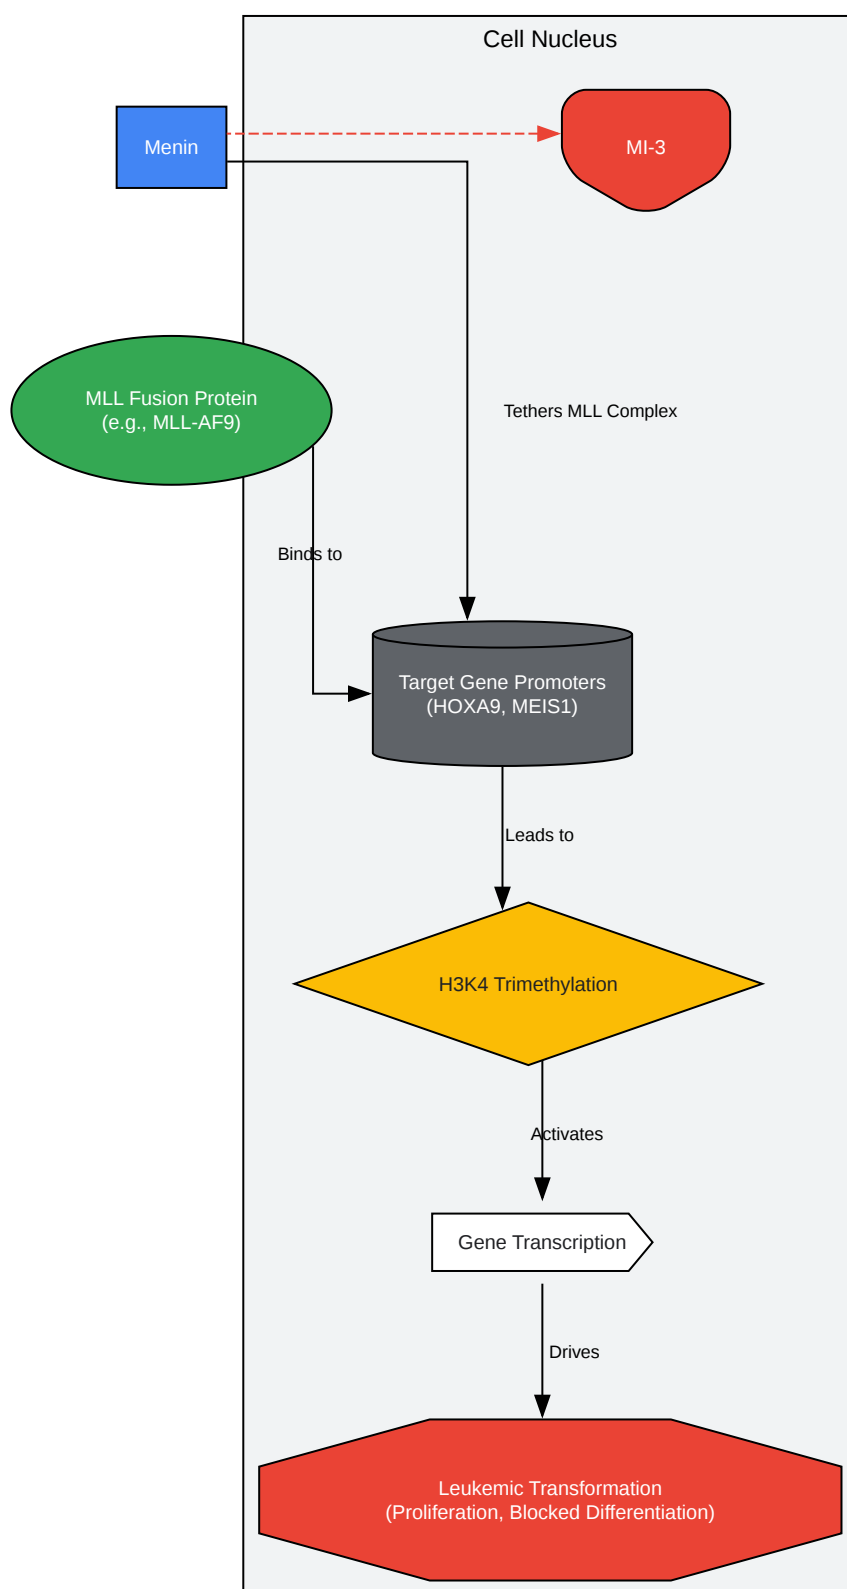 Cell Nucleus
Menin
MI-3
MLL Fusion Protein
(e.g., MLL-AF9)
Tethers MLL Complex
Binds to
Target Gene Promoters
(HOXA9, MEIS1)
Leads to
H3K4 Trimethylation
Activates
Gene Transcription
Drives
Leukemic Transformation
(Proliferation, Blocked Differentiation)